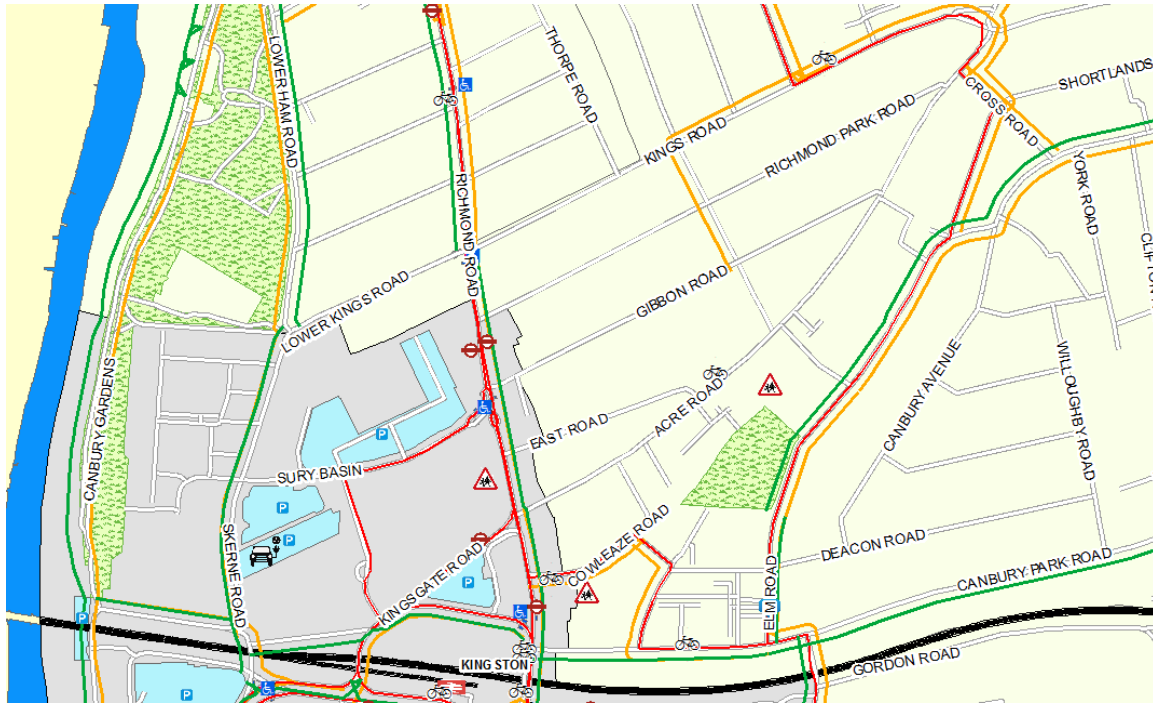 LOWER HAM ROAD
THORPE ROAD
SHORTLANDS
CROSS ROAD
KINGS ROAD
RICHMOND PARK ROAD
YORK ROAD
RICHMOND ROAD
CLIFTON
LOWER KINGS ROAD
GIBBON ROAD
CANBURY GARDENS
CANBURY AVENUE
WILLOUGHBY ROAD
ACRE ROAD
EAST ROAD
P
SURY BASIN
P
P
SKERNE ROAD
COWLEAZE ROAD
DEACON ROAD
KINGSGATE ROAD
P
CANBURY PARK ROAD
ELM ROAD
P
KINGSTON
GORDON ROAD
P